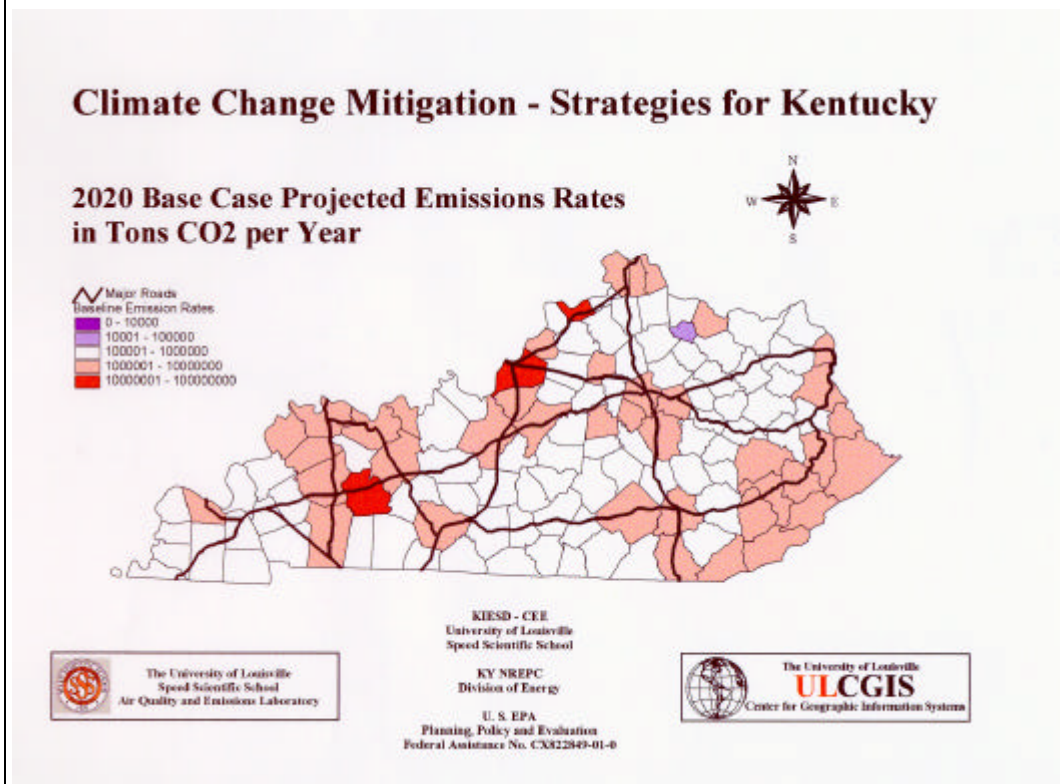 Climate Change Mitigation - Strategies for Kentucky
2020 Base Case Projected Emissions Rates
in Tons CO2 per Year
N
W
E
S
Major Roads
Baseline Emission Rates
0 - 10000
10001 - 100000
100001 - 1000000
1000001 - 10000000
10000001 - 100000000
KIESD - CEE
University of Louisville
Speed Scientific School
KY NREPC
Division of Energy
U. S. EPA
Planning, Policy and Evaluation
Federal Assistance No. CX822849-01-0
The University of Louisville
Speed Scientific School
Air Quality and Emissions Laboratory
The University of Louisville
ULCGIS
Center for Geographic Information Systems